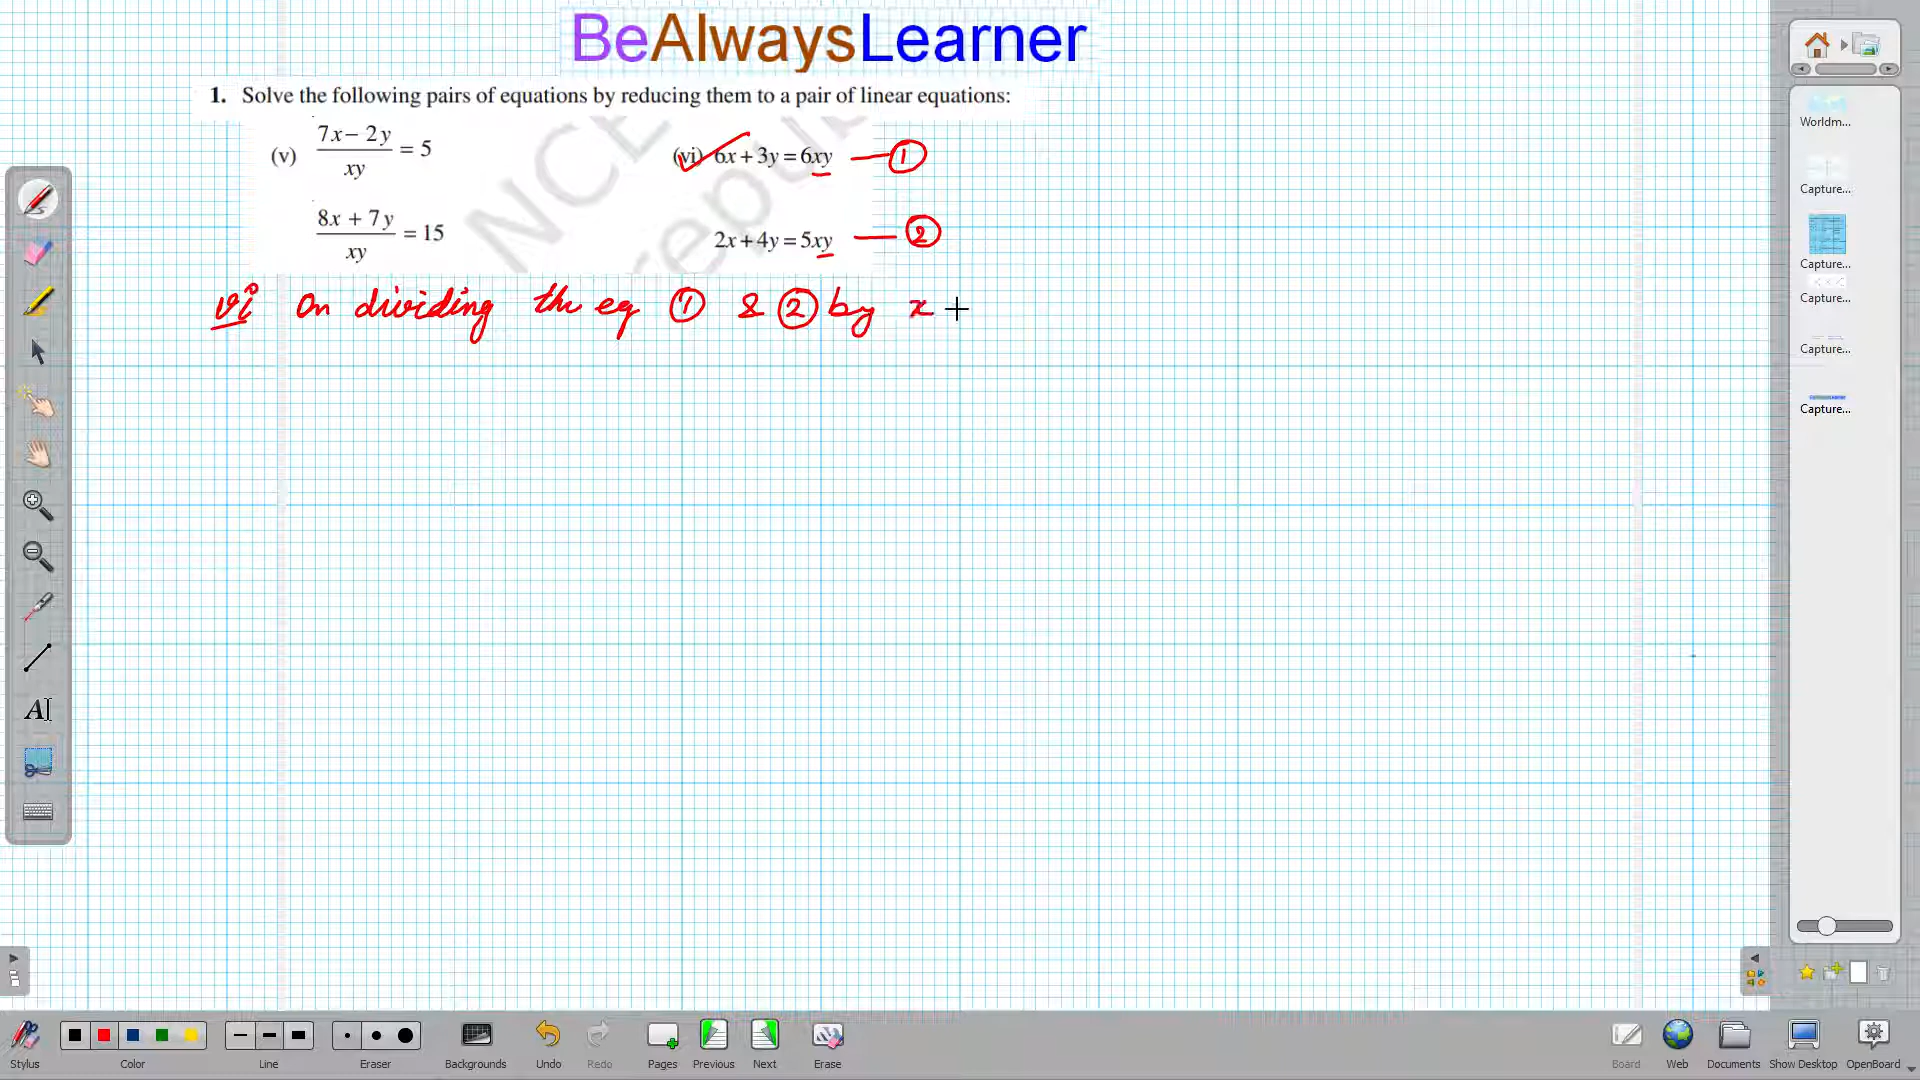 BeAlwaysLearner
1. Solve the following pairs of equations by reducing them to a pair of linear equations:
(v) 7x − 2y / xy = 5
(vi) 6x + 3y = 6xy — ①
8x + 7y / xy = 15
2x + 4y = 5xy — ②
vi On dividing the eq ① & ② by x
Worldm...
Capture...
Capture...
Capture...
Capture...
Capture...
Stylus
Color
Line
Eraser
Backgrounds
Undo
Redo
Pages
Previous
Next
Erase
Board
Web
Documents
Show Desktop
OpenBoard